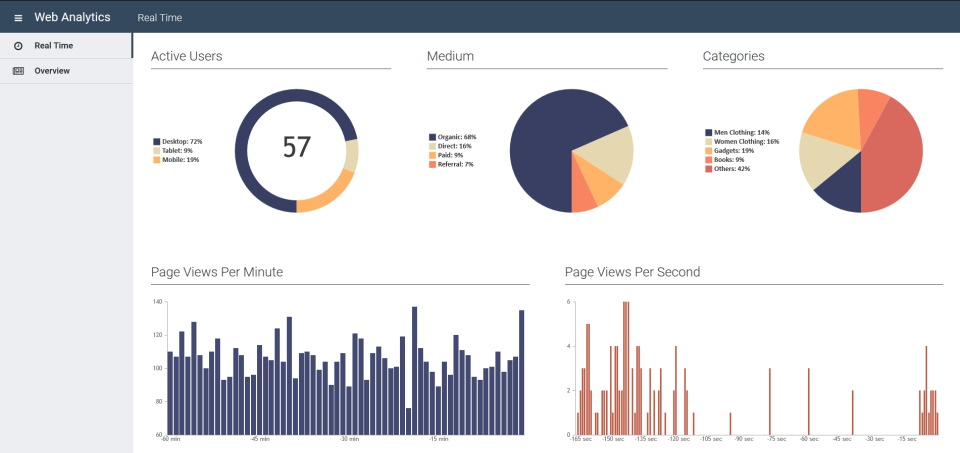 Web Analytics
Real Time
Real Time
Overview
Active Users
Desktop: 72%
Tablet: 9%
Mobile: 19%
57
Medium
Organic: 68%
Direct: 16%
Paid: 9%
Referral: 7%
Categories
Men Clothing: 14%
Women Clothing: 16%
Gadgets: 19%
Books: 9%
Others: 42%
Page Views Per Minute
140
120
100
80
60
-60 min
-45 min
-30 min
-15 min
Page Views Per Second
6
4
2
0
-165 sec
-150 sec
-135 sec
-120 sec
-105 sec
-90 sec
-75 sec
-60 sec
-45 sec
-30 sec
-15 sec